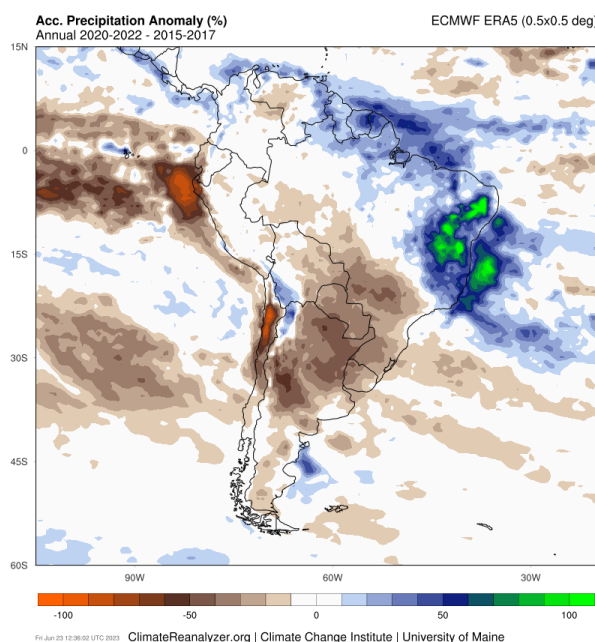 Acc. Precipitation Anomaly (%) ECMWF ERA5 (0.5x0.5 deg)
Annual 2020-2022 - 2015-2017
15N
0
15S
30S
45S
60S
90W 60W 30W
-100 -50 0 50 100
Fri Jun 23 12:36:02 UTC 2023 ClimateReanalyzer.org | Climate Change Institute | University of Maine